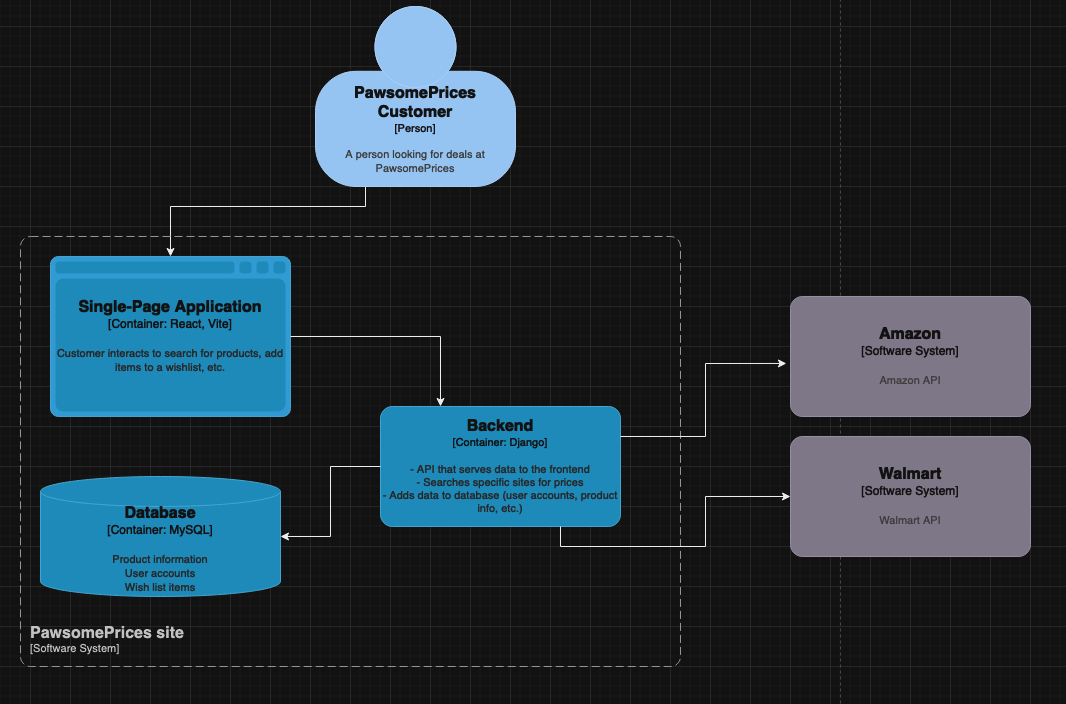 PawsomePrices
Customer
[Person]
A person looking for deals at
PawsomePrices
Single-Page Application
[Container: React, Vite]
Customer interacts to search for products, add
items to a wishlist, etc.
Amazon
[Software System]
Amazon API
Backend
[Container: Django]
- API that serves data to the frontend
- Searches specific sites for prices
- Adds data to database (user accounts, product
info, etc.)
Walmart
[Software System]
Walmart API
Database
[Container: MySQL]
Product information
User accounts
Wish list items
PawsomePrices site
[Software System]